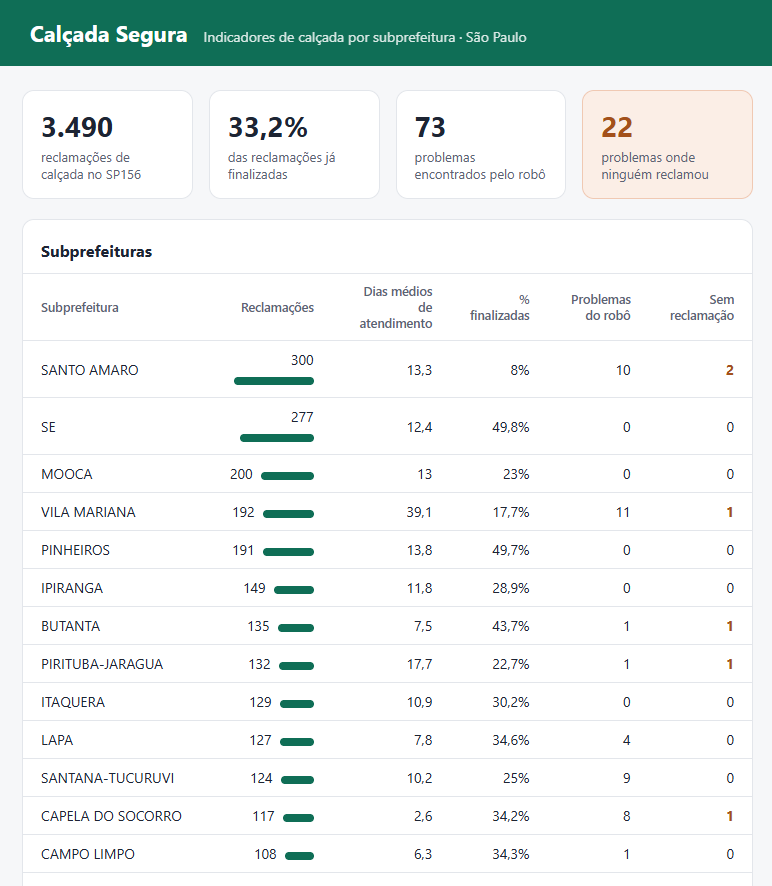 Calçada Segura Indicadores de calçada por subprefeitura · São Paulo
3.490
reclamações de
calçada no SP156
33,2%
das reclamações já
finalizadas
73
problemas
encontrados pelo robô
22
problemas onde
ninguém reclamou
Subprefeituras
Subprefeitura Reclamações Dias médios de atendimento % finalizadas Problemas do robô Sem reclamação
SANTO AMARO 300 13,3 8% 10 2
SE 277 12,4 49,8% 0 0
MOOCA 200 13 23% 0 0
VILA MARIANA 192 39,1 17,7% 11 1
PINHEIROS 191 13,8 49,7% 0 0
IPIRANGA 149 11,8 28,9% 0 0
BUTANTA 135 7,5 43,7% 1 1
PIRITUBA-JARAGUA 132 17,7 22,7% 1 1
ITAQUERA 129 10,9 30,2% 0 0
LAPA 127 7,8 34,6% 4 0
SANTANA-TUCURUVI 124 10,2 25% 9 0
CAPELA DO SOCORRO 117 2,6 34,2% 8 1
CAMPO LIMPO 108 6,3 34,3% 1 0